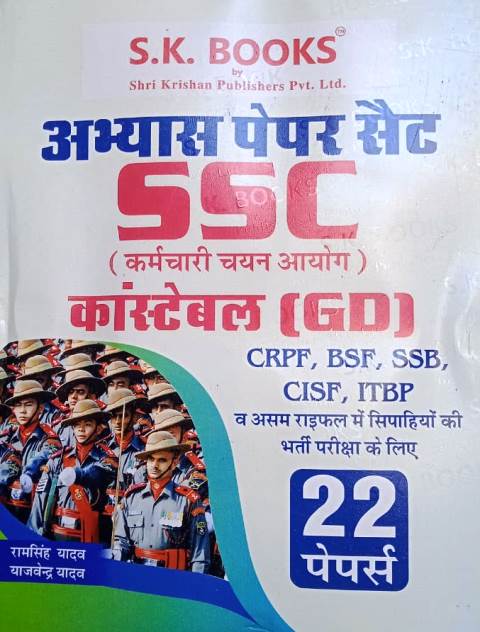 S.K. BOOKS™
by
Shri Krishan Publishers Pvt. Ltd.
अभ्यास पेपर सैट
SSC
( कर्मचारी चयन आयोग )
कांस्टेबल (GD)
CRPF, BSF, SSB,
CISF, ITBP
व असम राइफल में सिपाहियों की
भर्ती परीक्षा के लिए
22
पेपर्स
रामसिंह यादव
याजवेन्द्र यादव